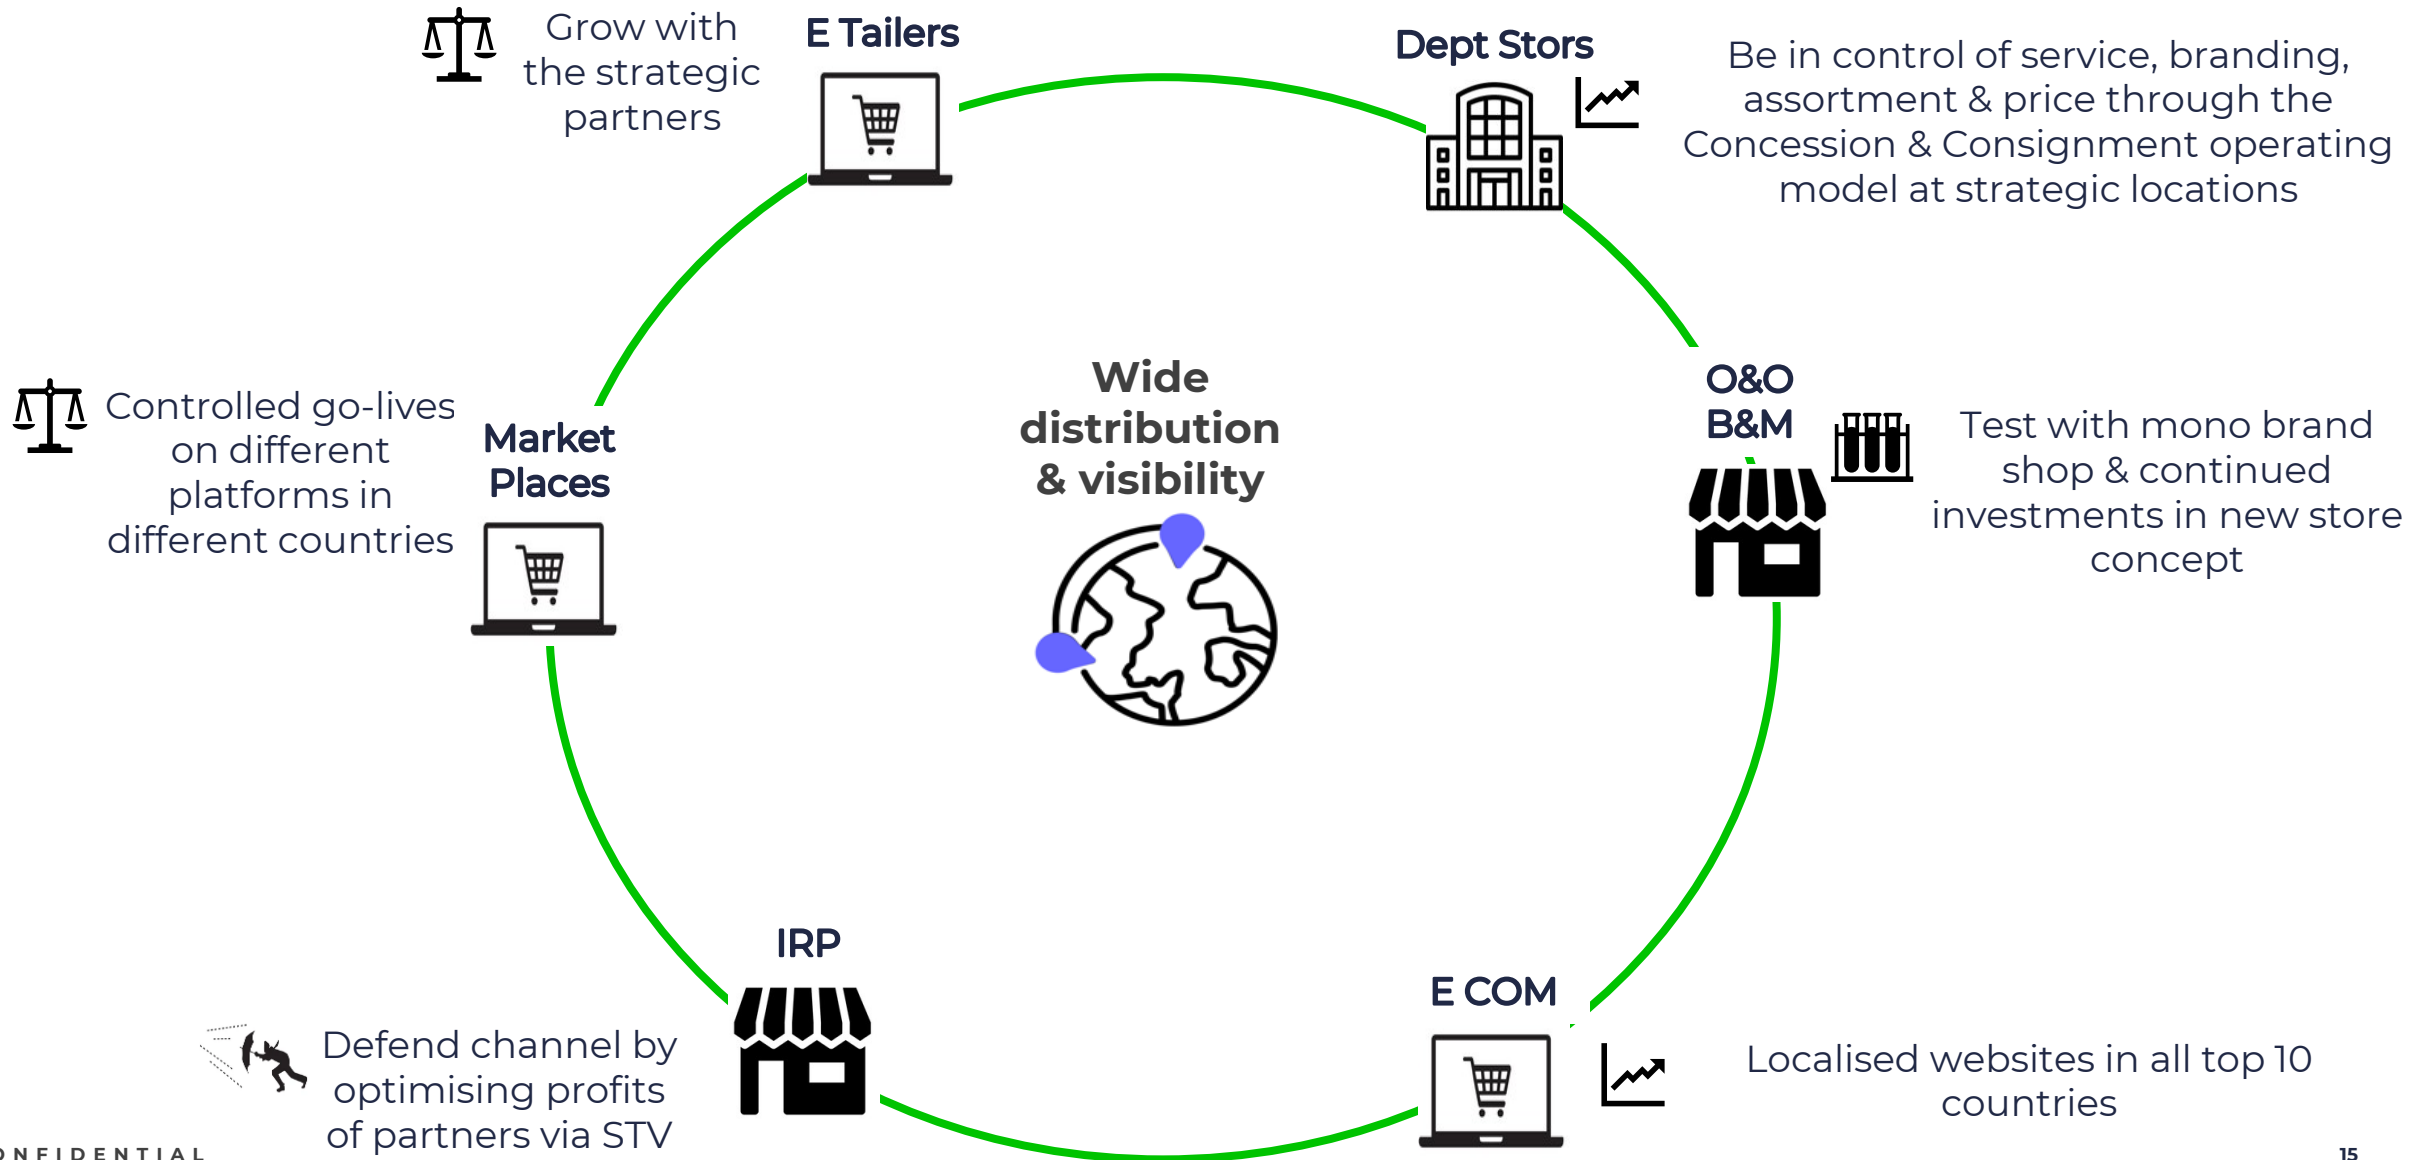 Grow with
the strategic
partners
E Tailers
Dept Stors
Be in control of service, branding,
assortment & price through the
Concession & Consignment operating
model at strategic locations
Controlled go-lives
on different
platforms in
different countries
Market
Places
Wide
distribution
& visibility
O&O
B&M
Test with mono brand
shop & continued
investments in new store
concept
IRP
Defend channel by
optimising profits
of partners via STV
E COM
Localised websites in all top 10
countries
ONFIDENTIAL
15